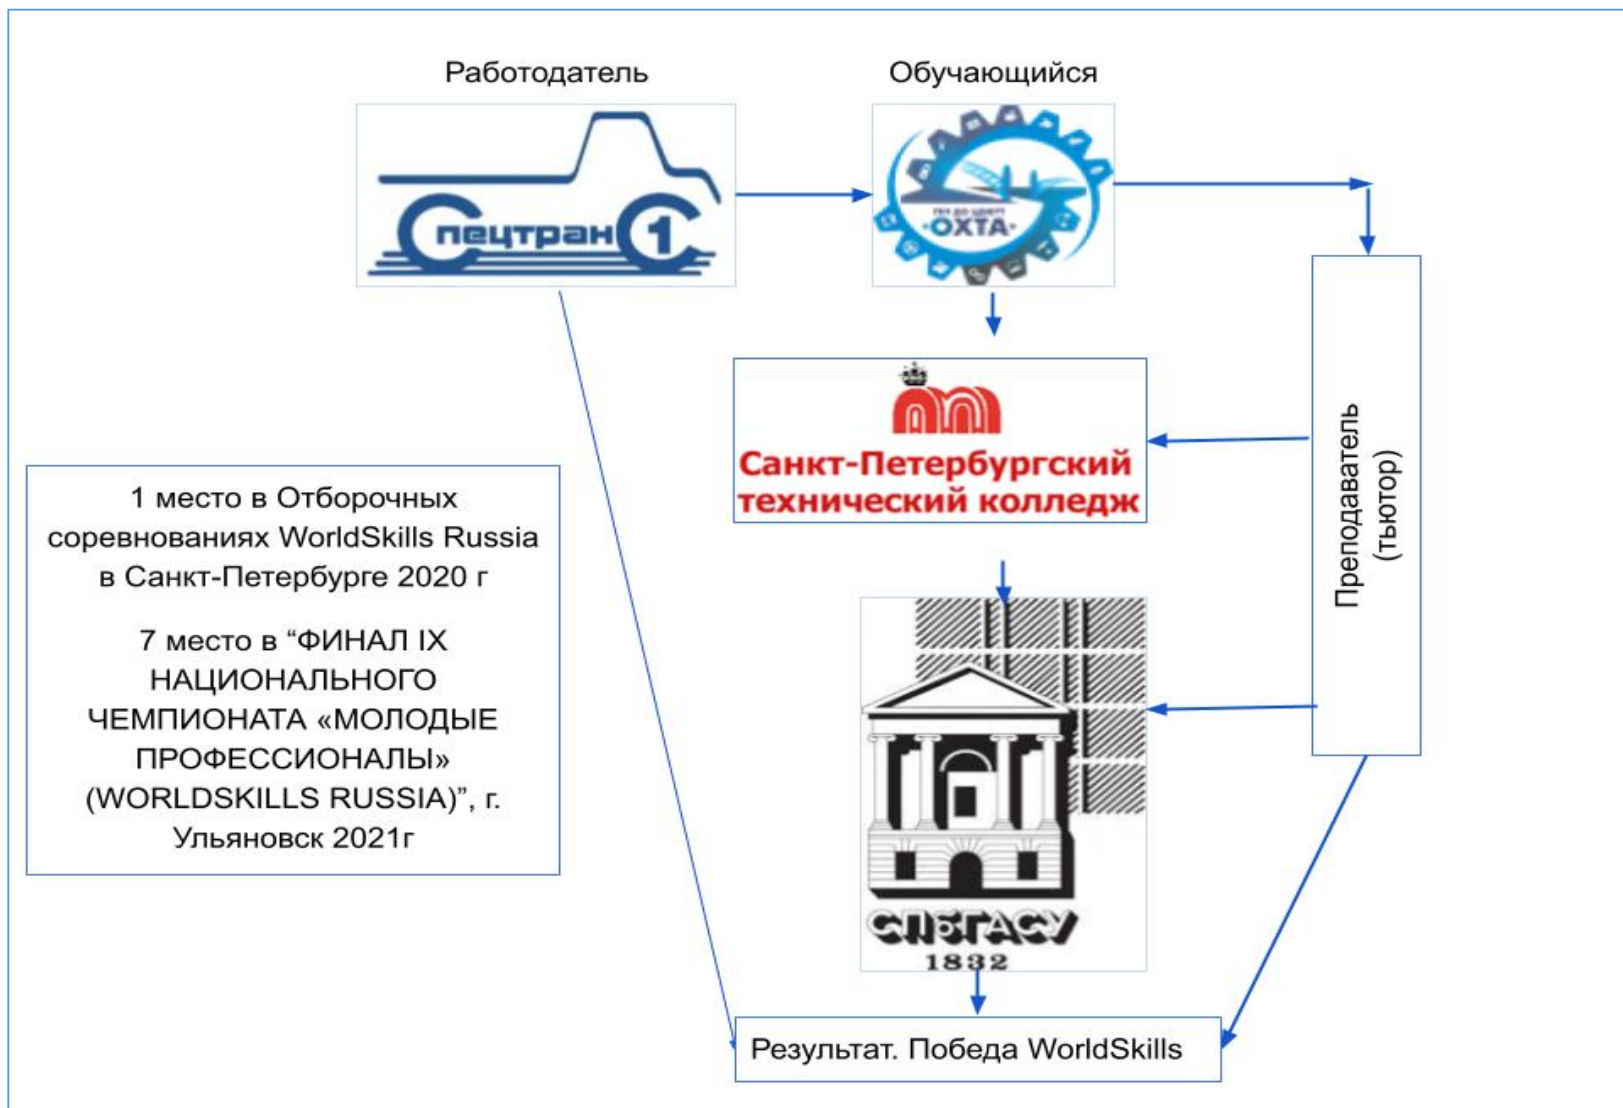 Работодатель
Обучающийся
Спецтранс 1
ОХТА
Санкт-Петербургский
технический колледж
Преподаватель
(тьютор)
1 место в Отборочных
соревнованиях WorldSkills Russia
в Санкт-Петербурге 2020 г
7 место в “ФИНАЛ IX
НАЦИОНАЛЬНОГО
ЧЕМПИОНАТА «МОЛОДЫЕ
ПРОФЕССИОНАЛЫ»
(WORLDSKILLS RUSSIA)”, г.
Ульяновск 2021г
СПбГАСУ
1832
Результат. Победа WorldSkills